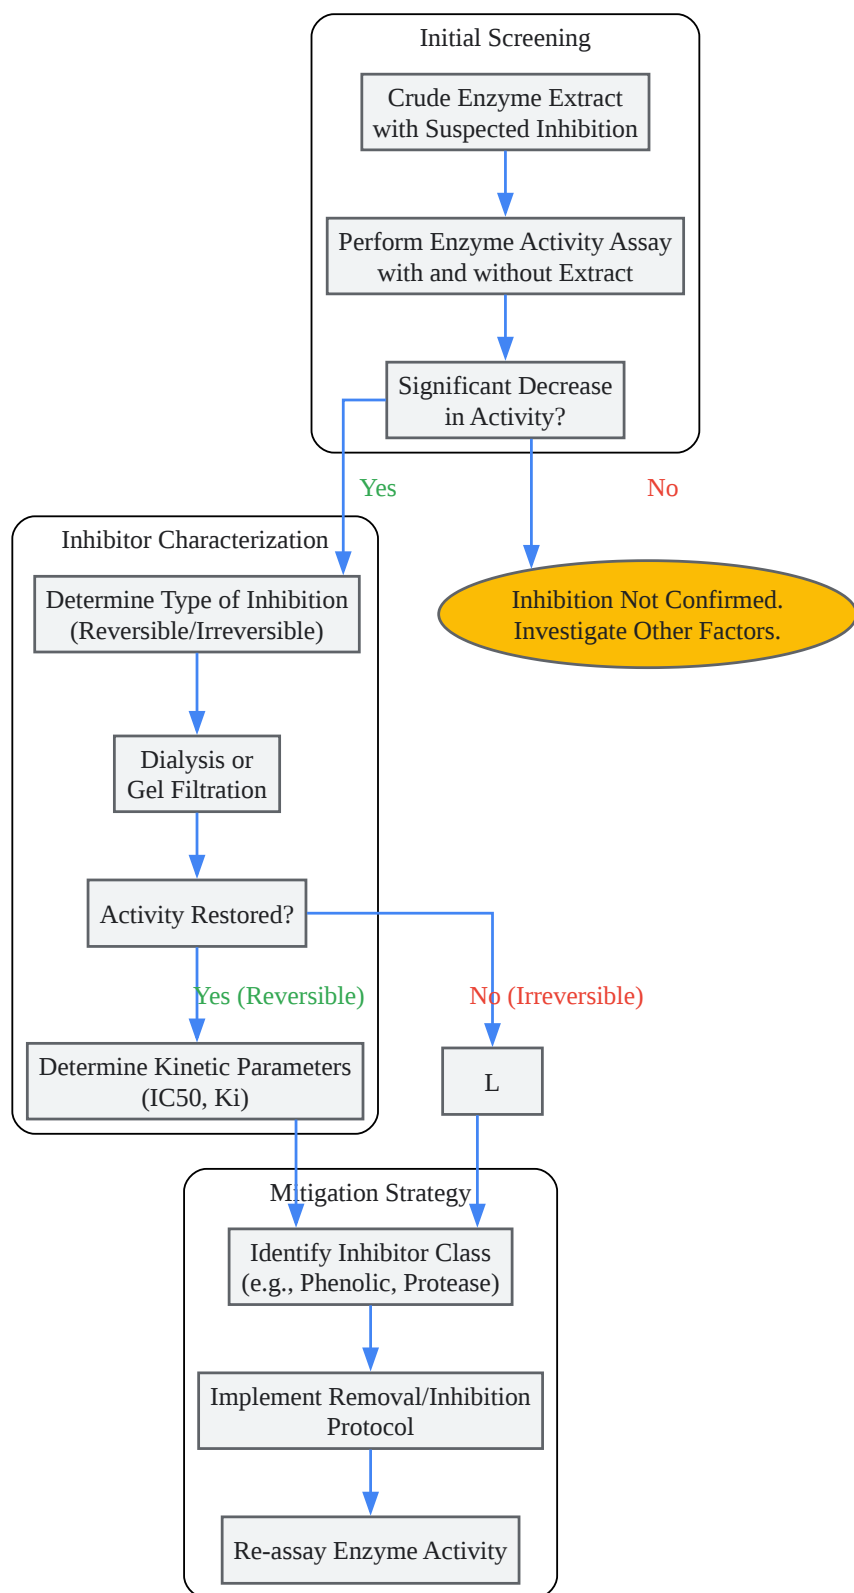 Initial Screening
Crude Enzyme Extract
with Suspected Inhibition
Perform Enzyme Activity Assay
with and without Extract
Significant Decrease
in Activity?
Yes
No
Inhibitor Characterization
Determine Type of Inhibition
(Reversible/Irreversible)
Inhibition Not Confirmed.
Investigate Other Factors.
Dialysis or
Gel Filtration
Activity Restored?
Yes (Reversible)
No (Irreversible)
Determine Kinetic Parameters
(IC50, Ki)
L
Mitigation Strategy
Identify Inhibitor Class
(e.g., Phenolic, Protease)
Implement Removal/Inhibition
Protocol
Re-assay Enzyme Activity